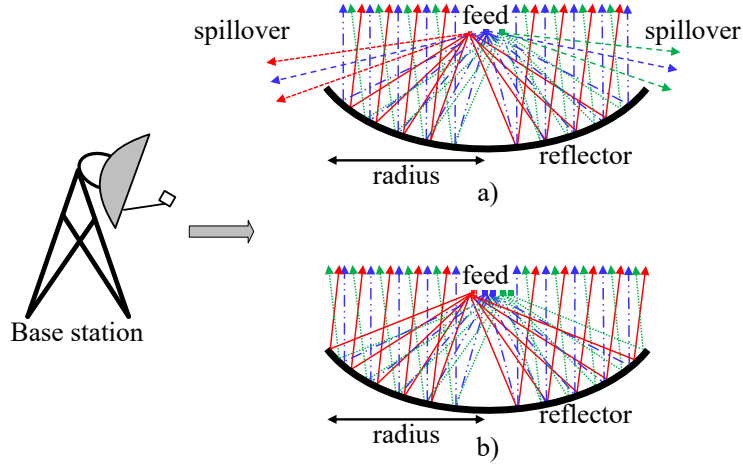 feed
spillover
spillover
reflector
radius
a)
Base station
feed
reflector
radius
b)